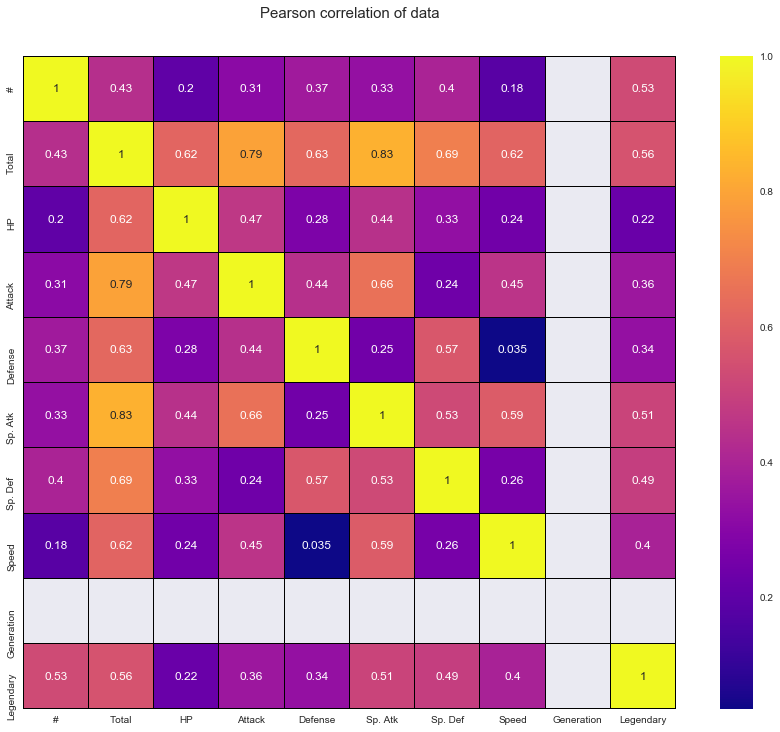 Pearson correlation of data
# 1 0.43 0.2 0.31 0.37 0.33 0.4 0.18 0.53
Total 0.43 1 0.62 0.79 0.63 0.83 0.69 0.62 0.56
HP 0.2 0.62 1 0.47 0.28 0.44 0.33 0.24 0.22
Attack 0.31 0.79 0.47 1 0.44 0.66 0.24 0.45 0.36
Defense 0.37 0.63 0.28 0.44 1 0.25 0.57 0.035 0.34
Sp. Atk 0.33 0.83 0.44 0.66 0.25 1 0.53 0.59 0.51
Sp. Def 0.4 0.69 0.33 0.24 0.57 0.53 1 0.26 0.49
Speed 0.18 0.62 0.24 0.45 0.035 0.59 0.26 1 0.4
Generation
Legendary 0.53 0.56 0.22 0.36 0.34 0.51 0.49 0.4 1
# Total HP Attack Defense Sp. Atk Sp. Def Speed Generation Legendary
1.0
0.8
0.6
0.4
0.2